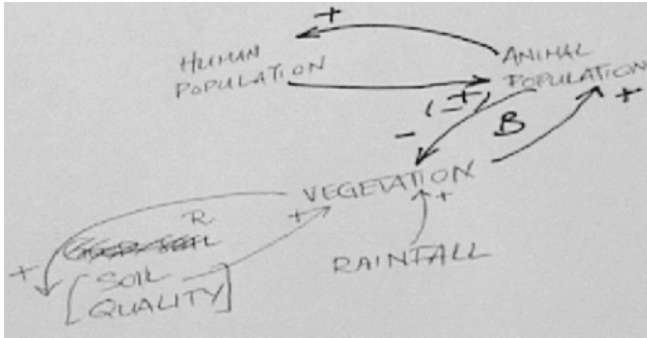 +
HUMAN
POPULATION
ANIMAL
POPULATION
+
(-+)
-
B
VEGETATION
+
+
R
+
[SOIL
QUALITY]
RAINFALL